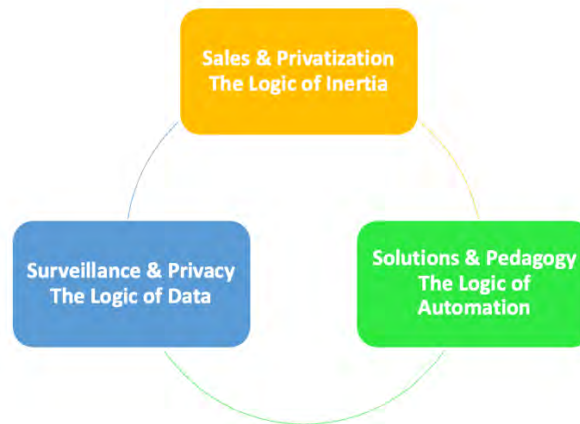 Sales & Privatization
The Logic of Inertia
Surveillance & Privacy
The Logic of Data
Solutions & Pedagogy
The Logic of
Automation